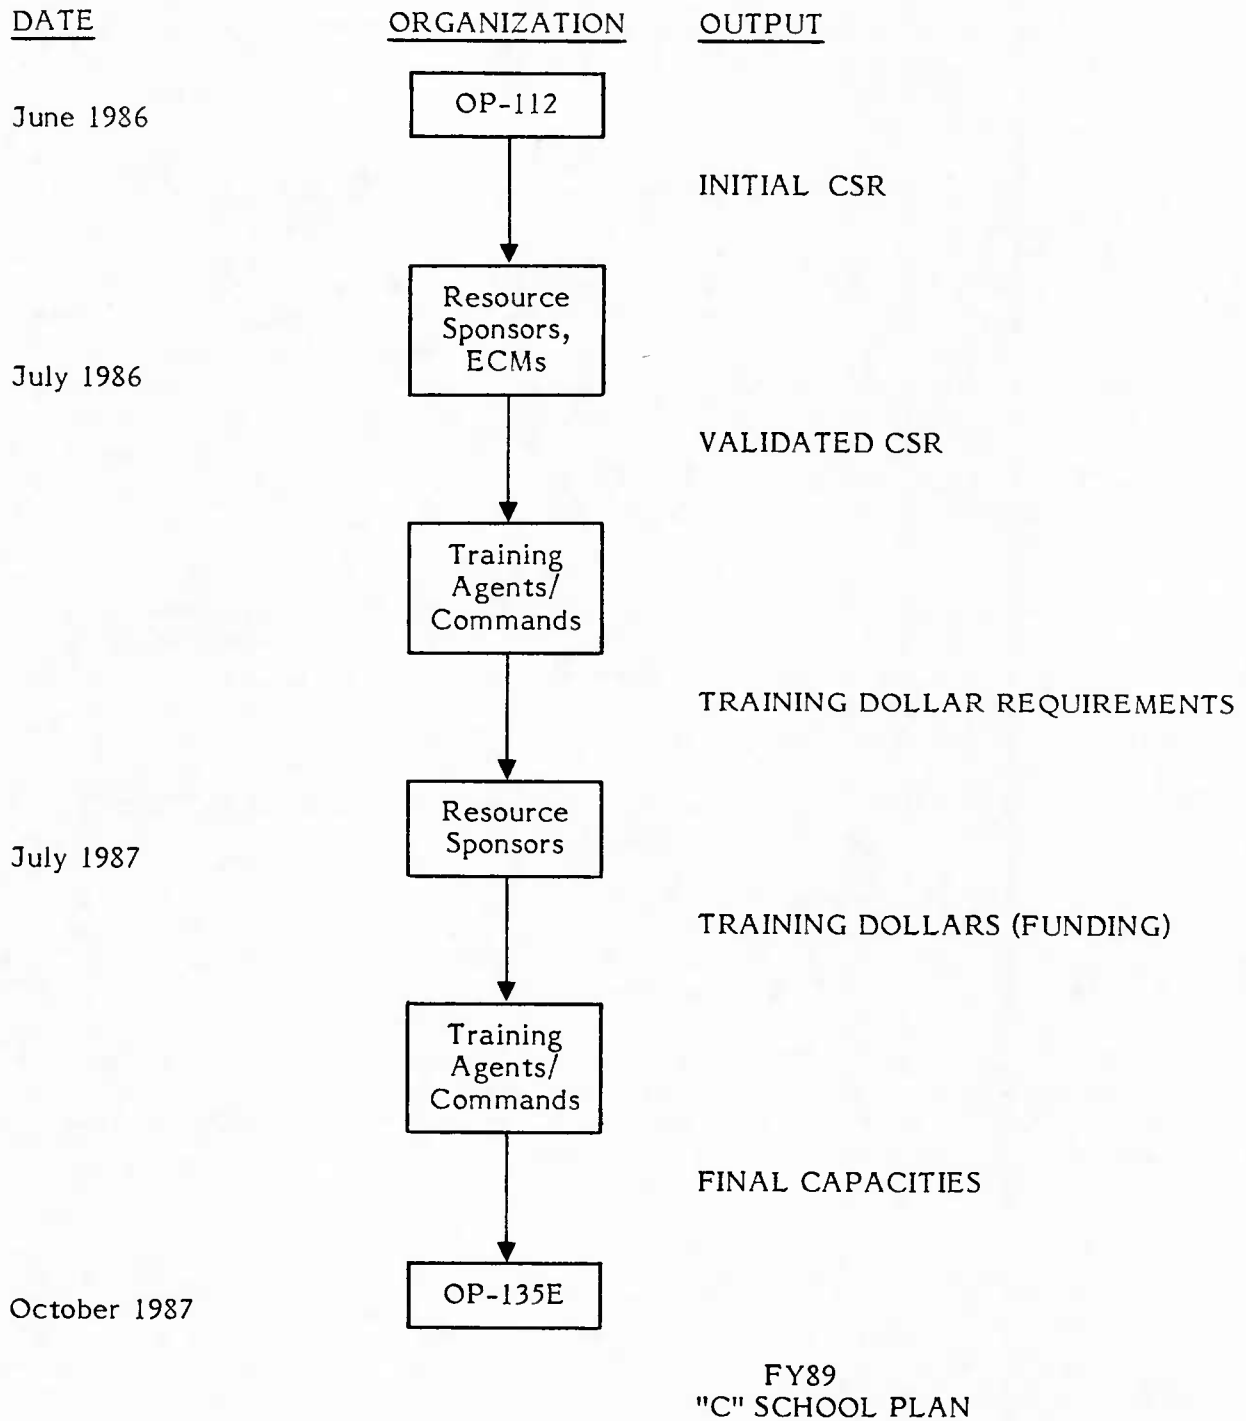 DATE ORGANIZATION OUTPUT
OP-112
June 1986
INITIAL CSR
Resource
Sponsors,
ECMs
July 1986
VALIDATED CSR
Training
Agents/
Commands
TRAINING DOLLAR REQUIREMENTS
Resource
Sponsors
July 1987
TRAINING DOLLARS (FUNDING)
Training
Agents/
Commands
FINAL CAPACITIES
OP-135E
October 1987
FY89
"C" SCHOOL PLAN